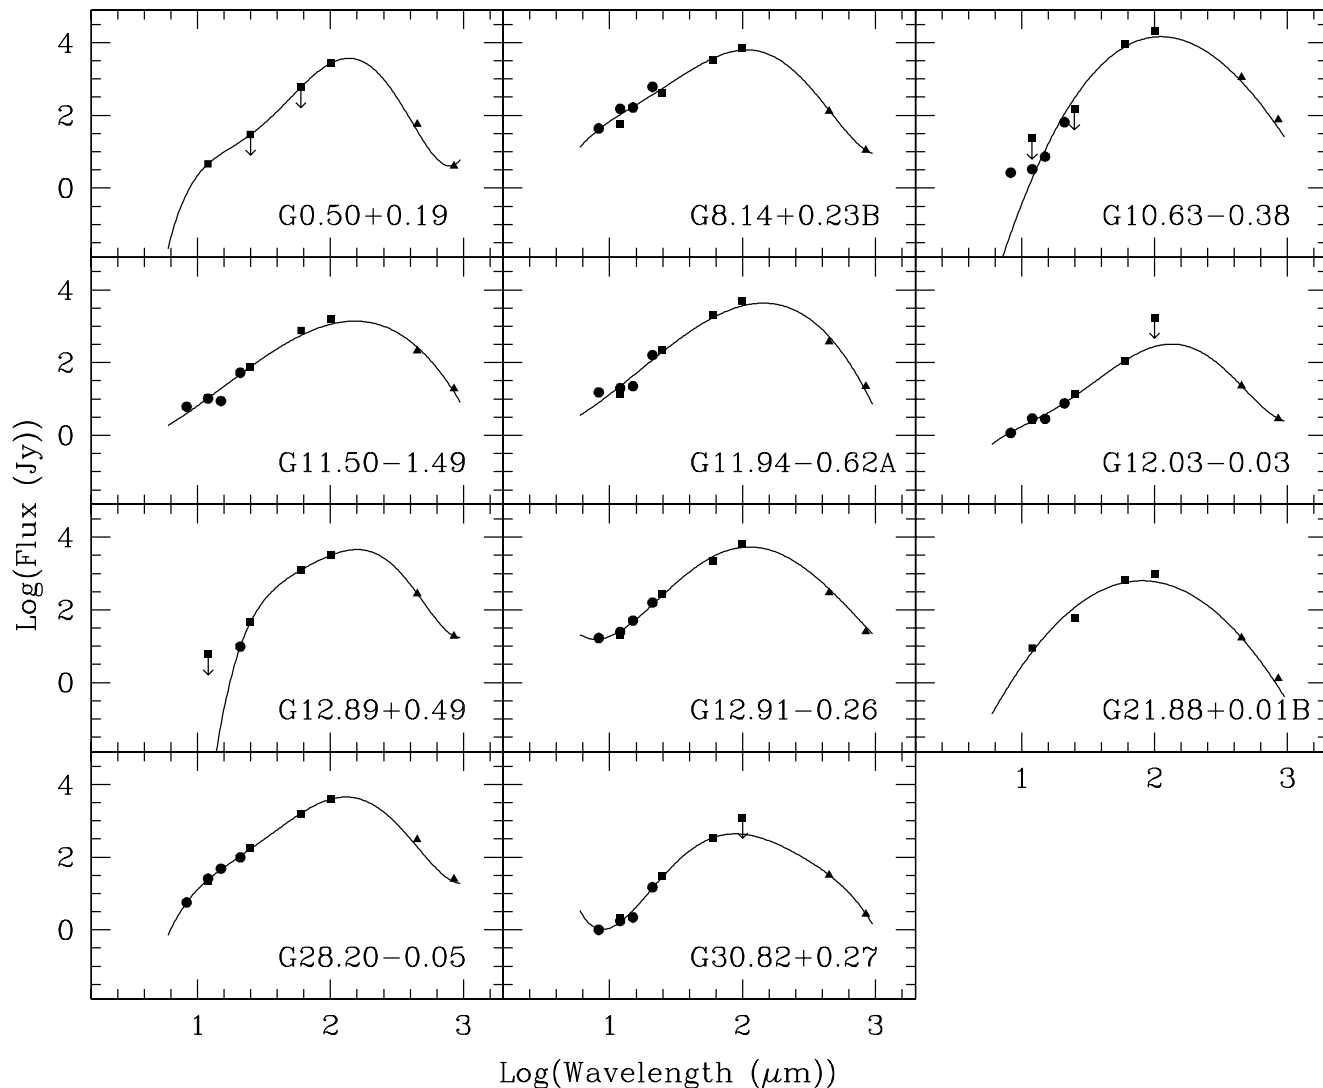 4
2
0
G0.50+0.19
G8.14+0.23B
G10.63−0.38
4
2
0
G11.50−1.49
G11.94−0.62A
G12.03−0.03
4
2
0
G12.89+0.49
G12.91−0.26
G21.88+0.01B
1 2 3
4
2
0
G28.20−0.05
G30.82+0.27
1 2 3
1 2 3
Log(Flux (Jy))
Log(Wavelength (μm))